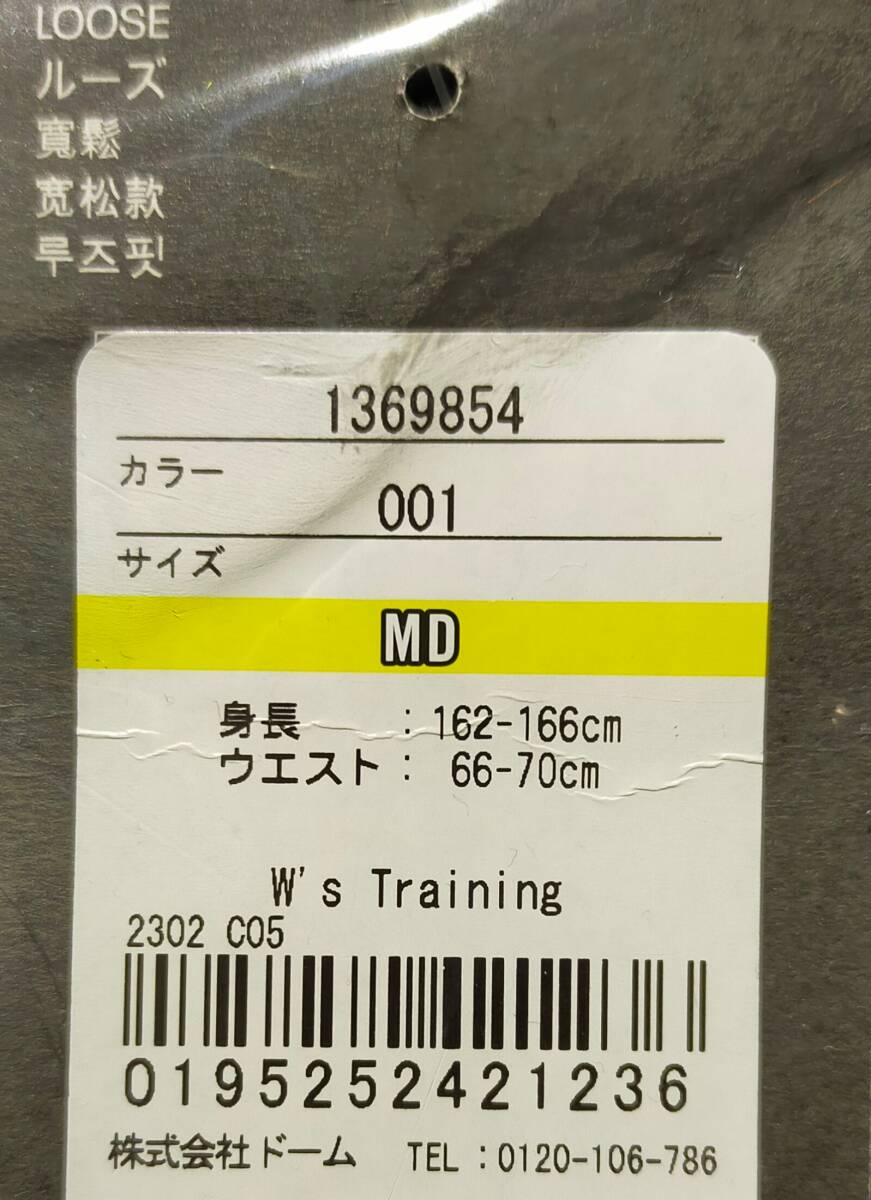 LOOSE
ルーズ
寬鬆
宽松款
루즈핏
1369854
カラー
001
サイズ
MD
身長 : 162-166cm
ウエスト : 66-70cm
W's Training
2302 C05
0195252421236
株式会社ドーム TEL : 0120-106-786